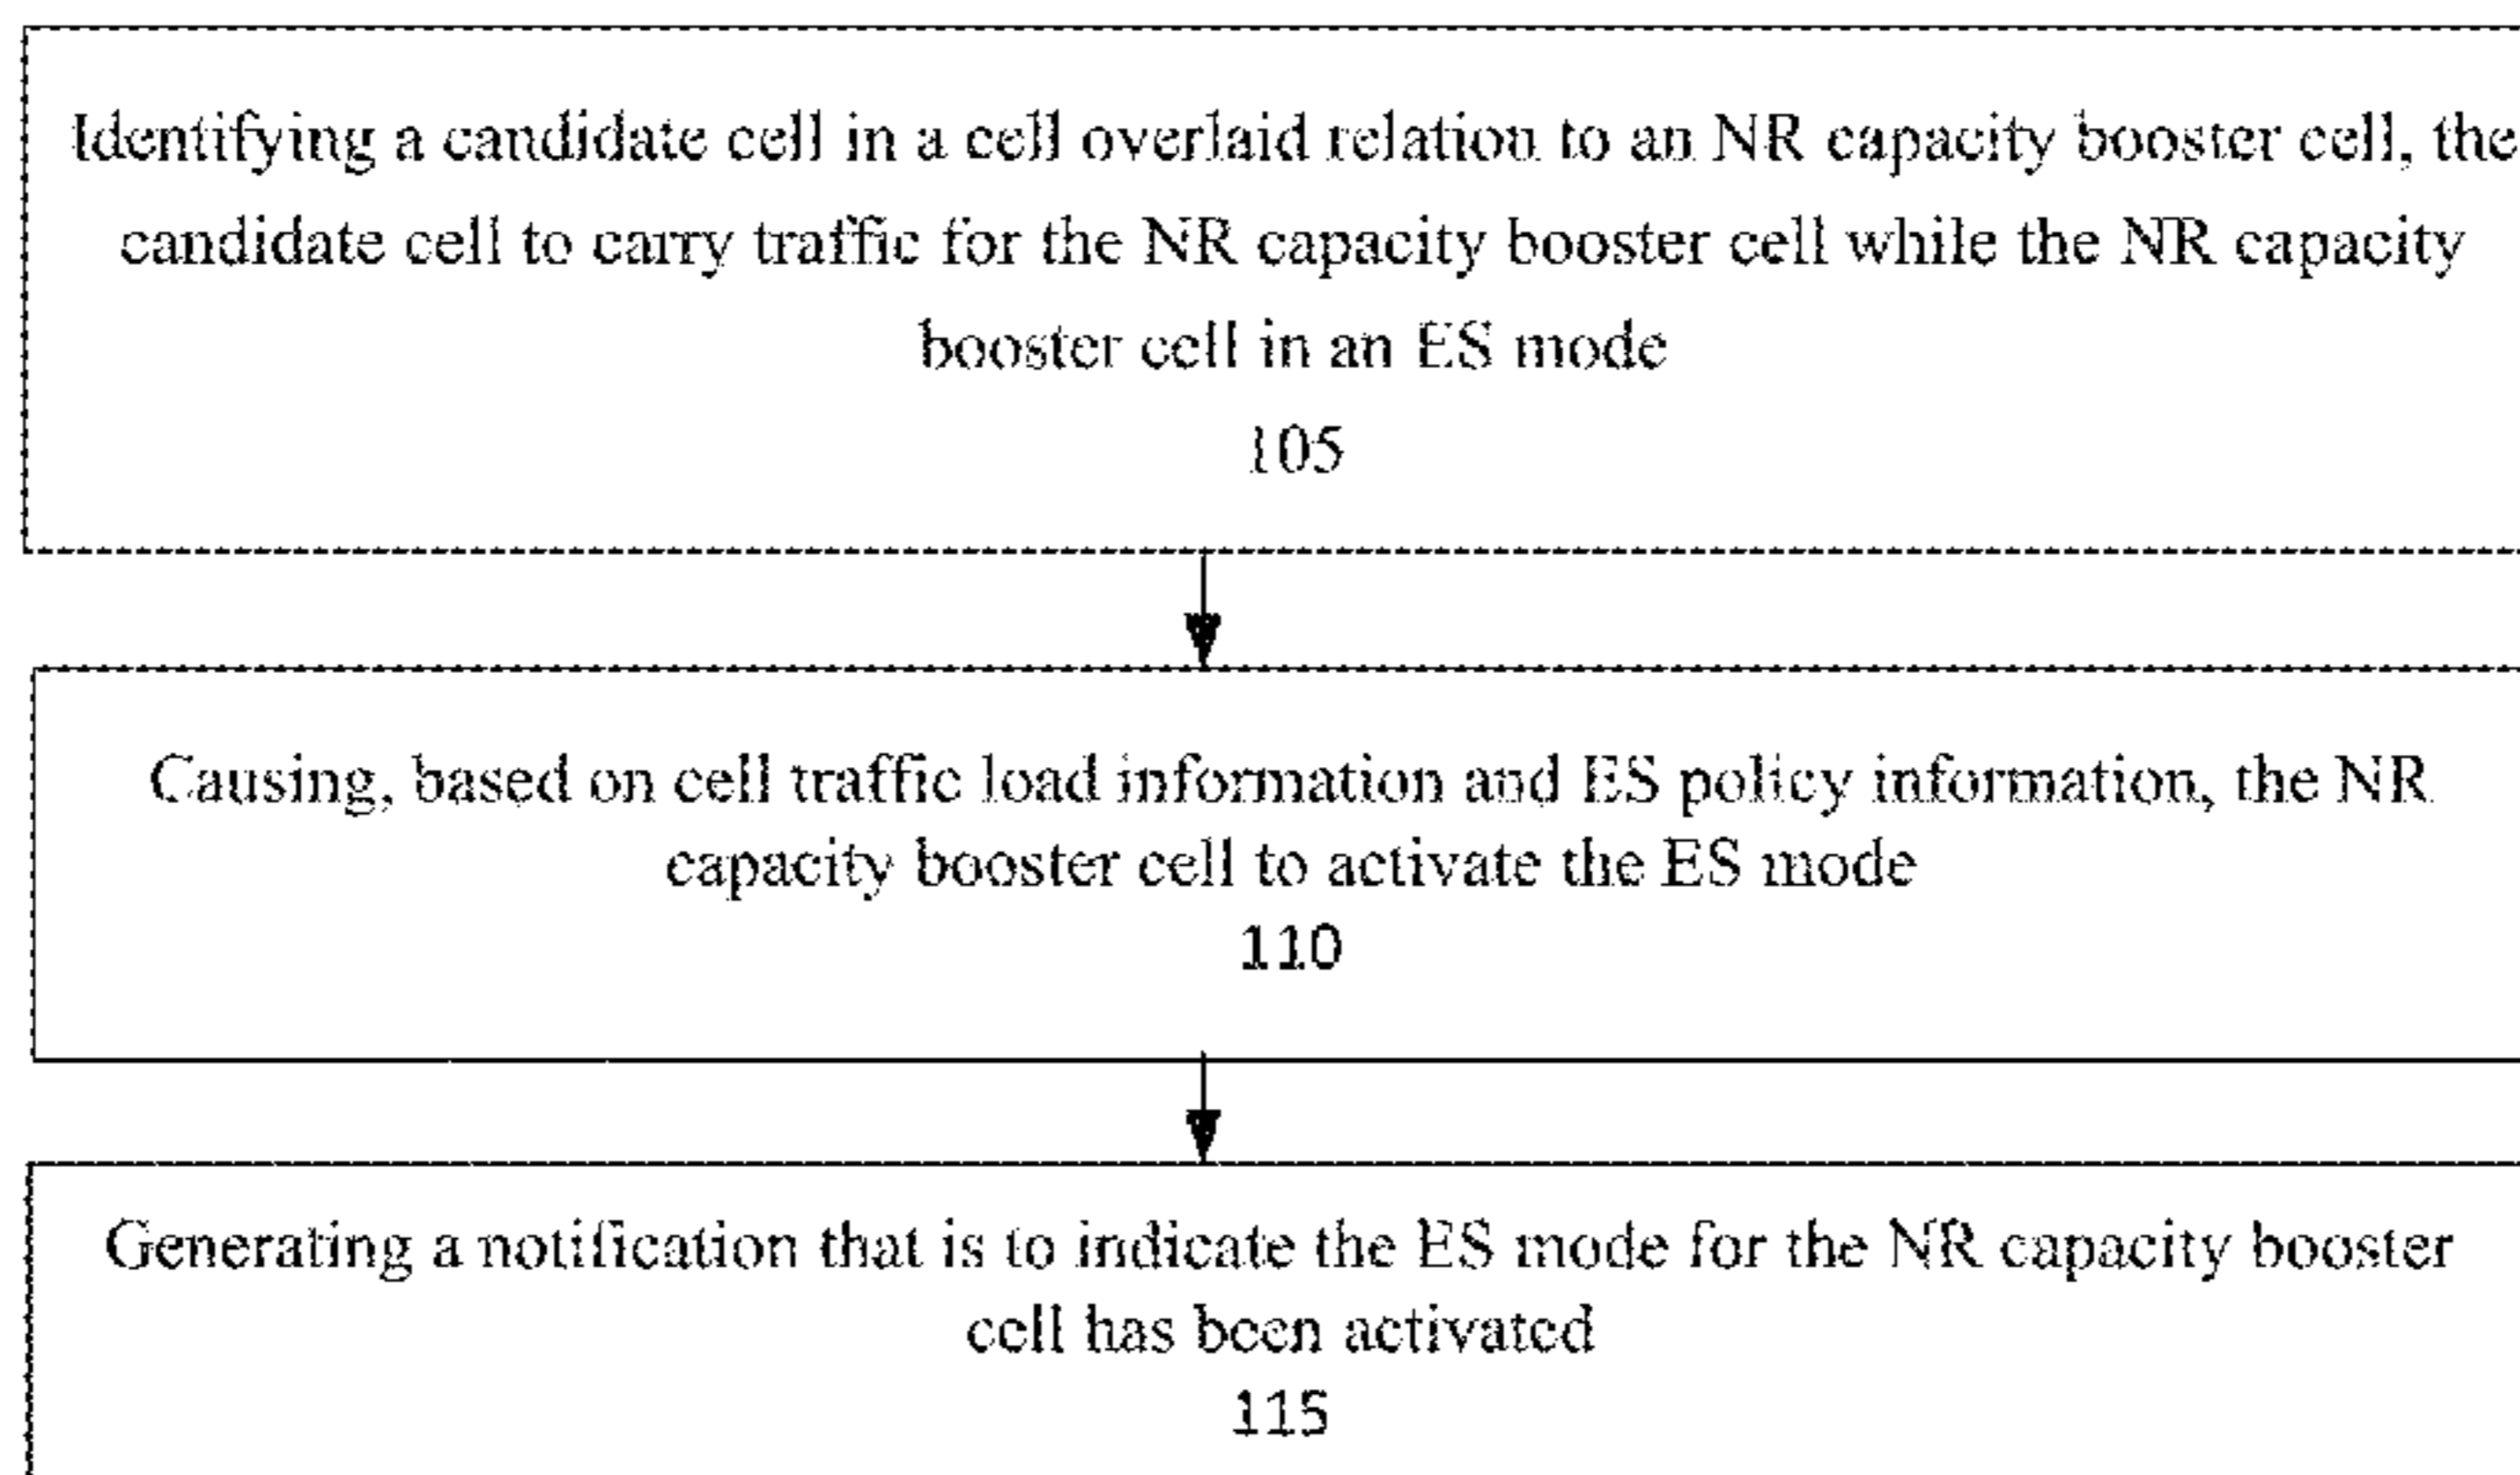 Identifying a candidate cell in a cell overlaid relation to an NR capacity booster cell, the
candidate cell to carry traffic for the NR capacity booster cell while the NR capacity
booster cell in an ES mode
105
Causing, based on cell traffic load information and ES policy information, the NR
capacity booster cell to activate the ES mode
110
Generating a notification that is to indicate the ES mode for the NR capacity booster
cell has been activated
115